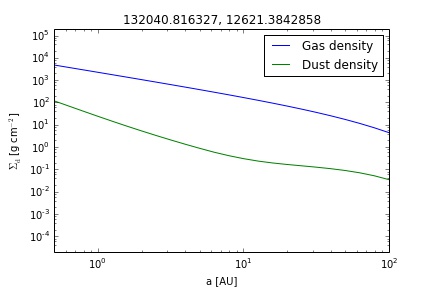 132040.816327, 12621.3842858
Gas density
Dust density
10^5
10^4
10^3
10^2
10^1
10^0
10^-1
10^-2
10^-3
10^-4
Σ_d [g cm^-2]
10^0 10^1 10^2
a [AU]